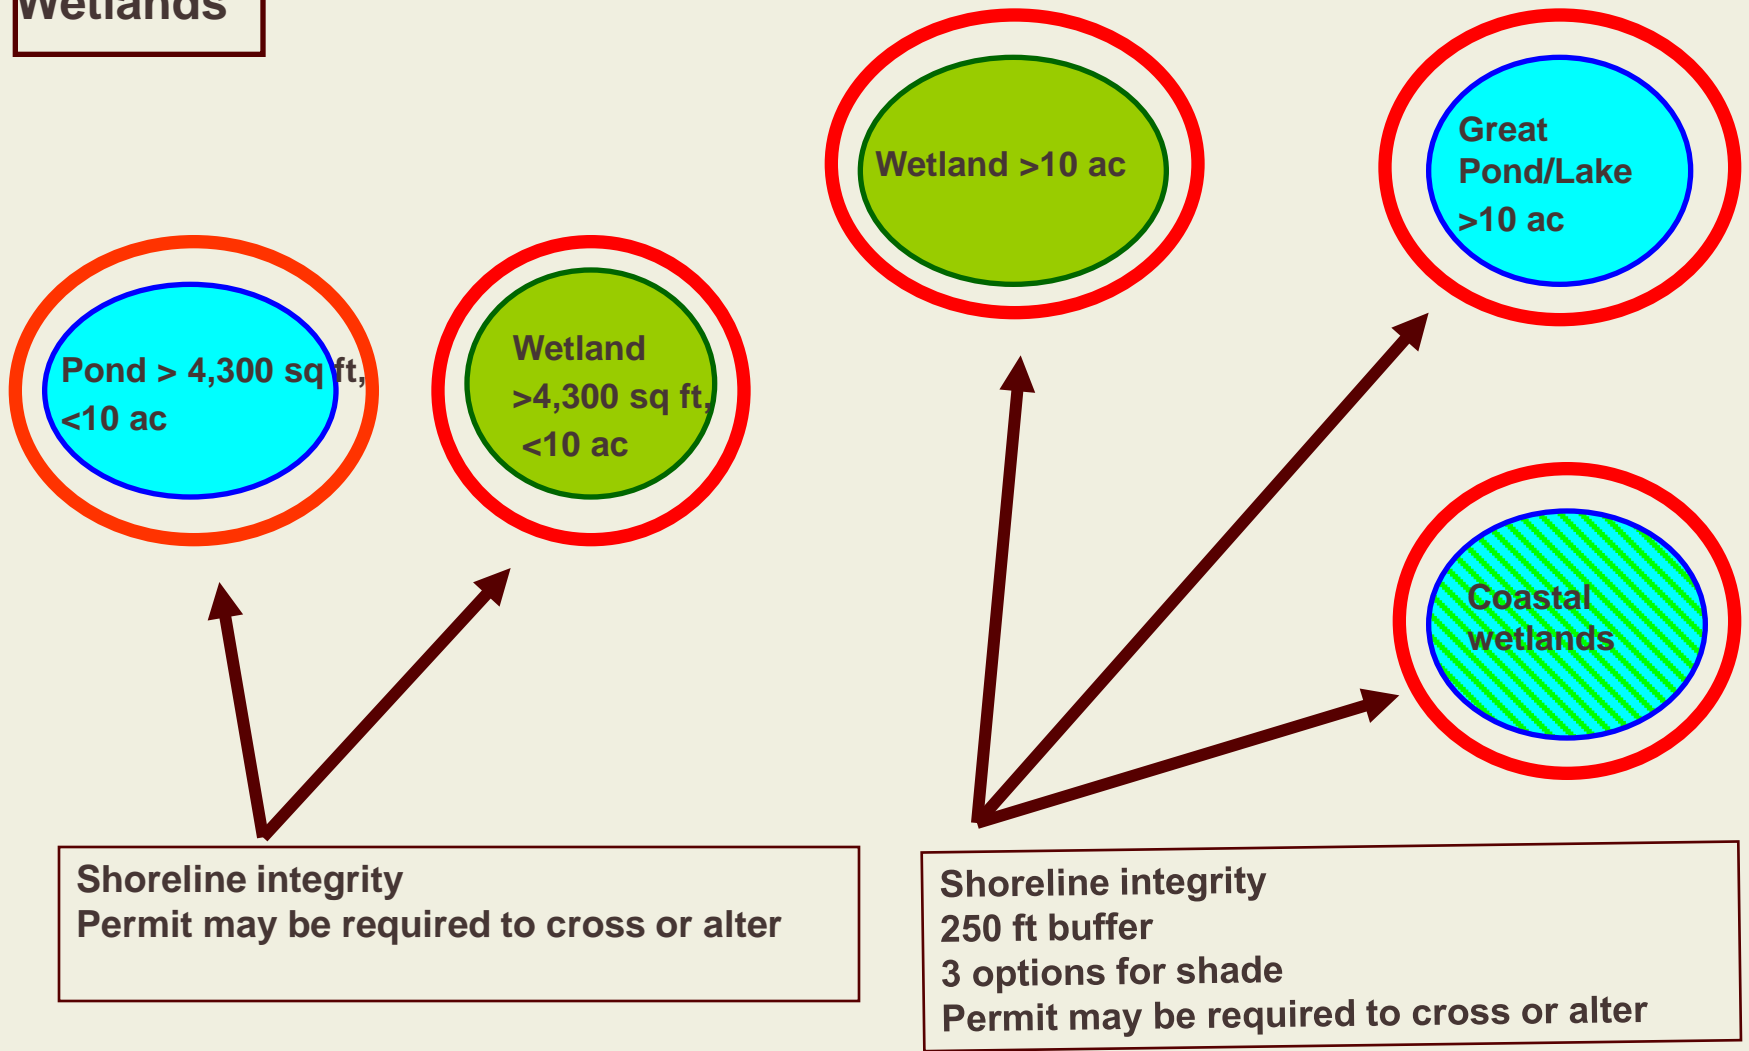 Wetlands
Wetland >10 ac
Great
Pond/Lake
>10 ac
Pond > 4,300 sq ft,
<10 ac
Wetland
>4,300 sq ft,
<10 ac
Coastal
wetlands
Shoreline integrity
Permit may be required to cross or alter
Shoreline integrity
250 ft buffer
3 options for shade
Permit may be required to cross or alter